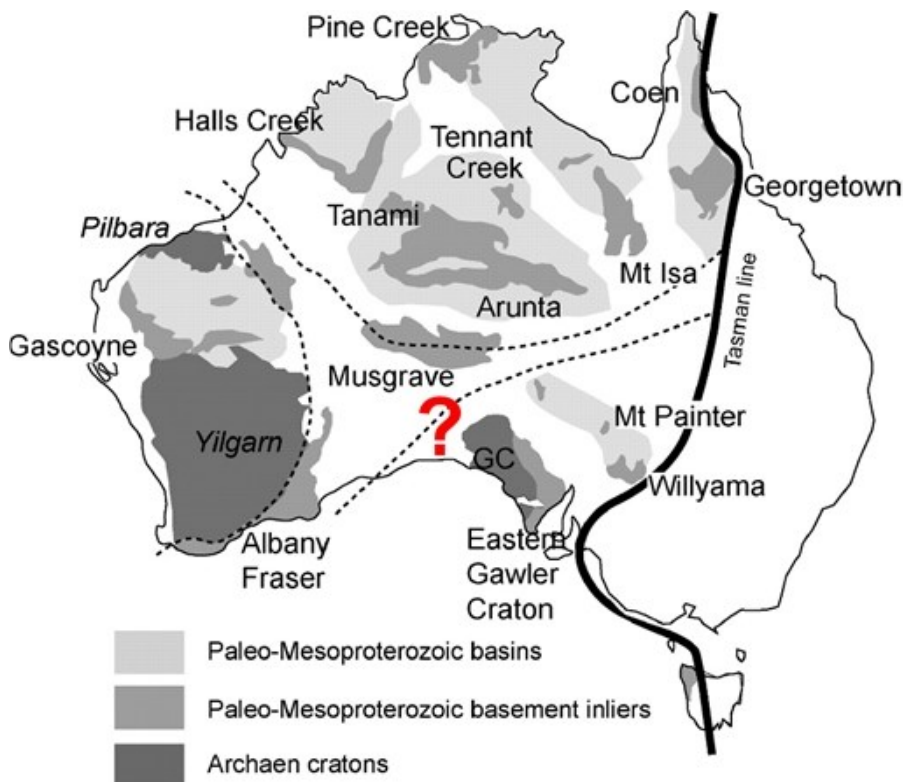 Pine Creek
Coen
Halls Creek
Tennant
Creek
Georgetown
Tanami
Pilbara
Mt Isa
Arunta
Tasman line
Gascoyne
Musgrave
?
Mt Painter
Yilgarn
GC
Willyama
Albany
Fraser
Eastern
Gawler
Craton
Paleo-Mesoproterozoic basins
Paleo-Mesoproterozoic basement inliers
Archaen cratons